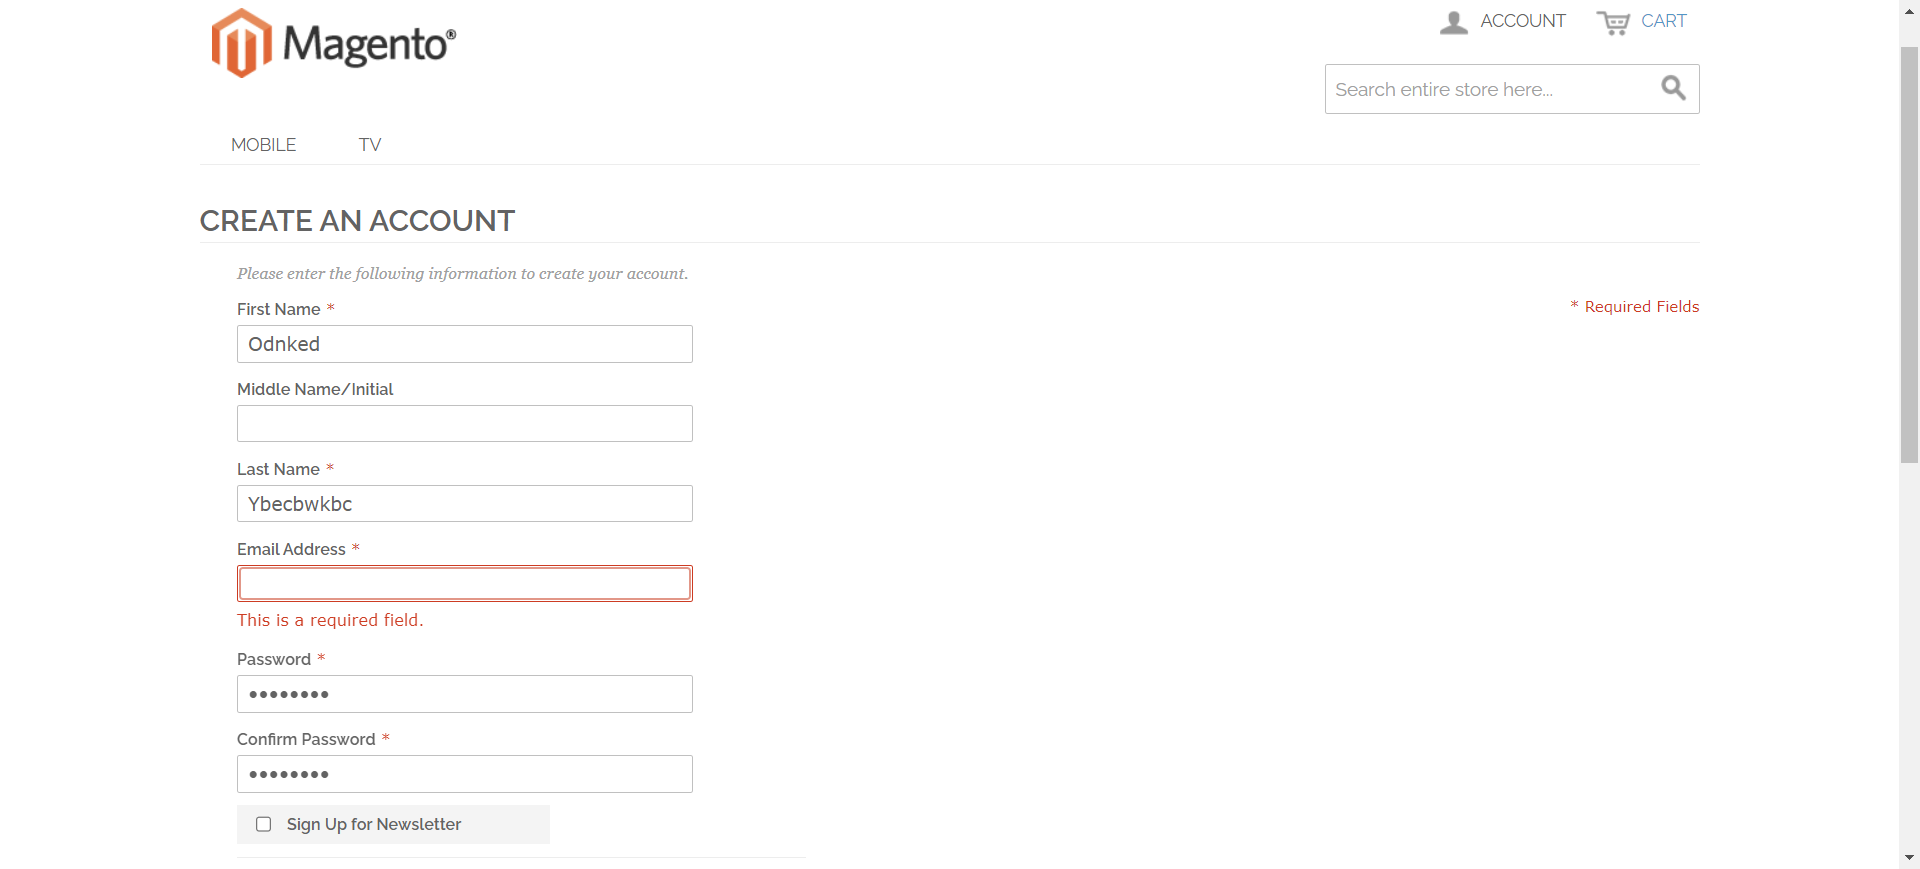 Magento®
ACCOUNT
CART
Search entire store here...
MOBILE
TV
CREATE AN ACCOUNT
Please enter the following information to create your account.
First Name *
* Required Fields
Odnked
Middle Name/Initial
Last Name *
Ybecbwkbc
Email Address *
This is a required field.
Password *
••••••••
Confirm Password *
••••••••
Sign Up for Newsletter